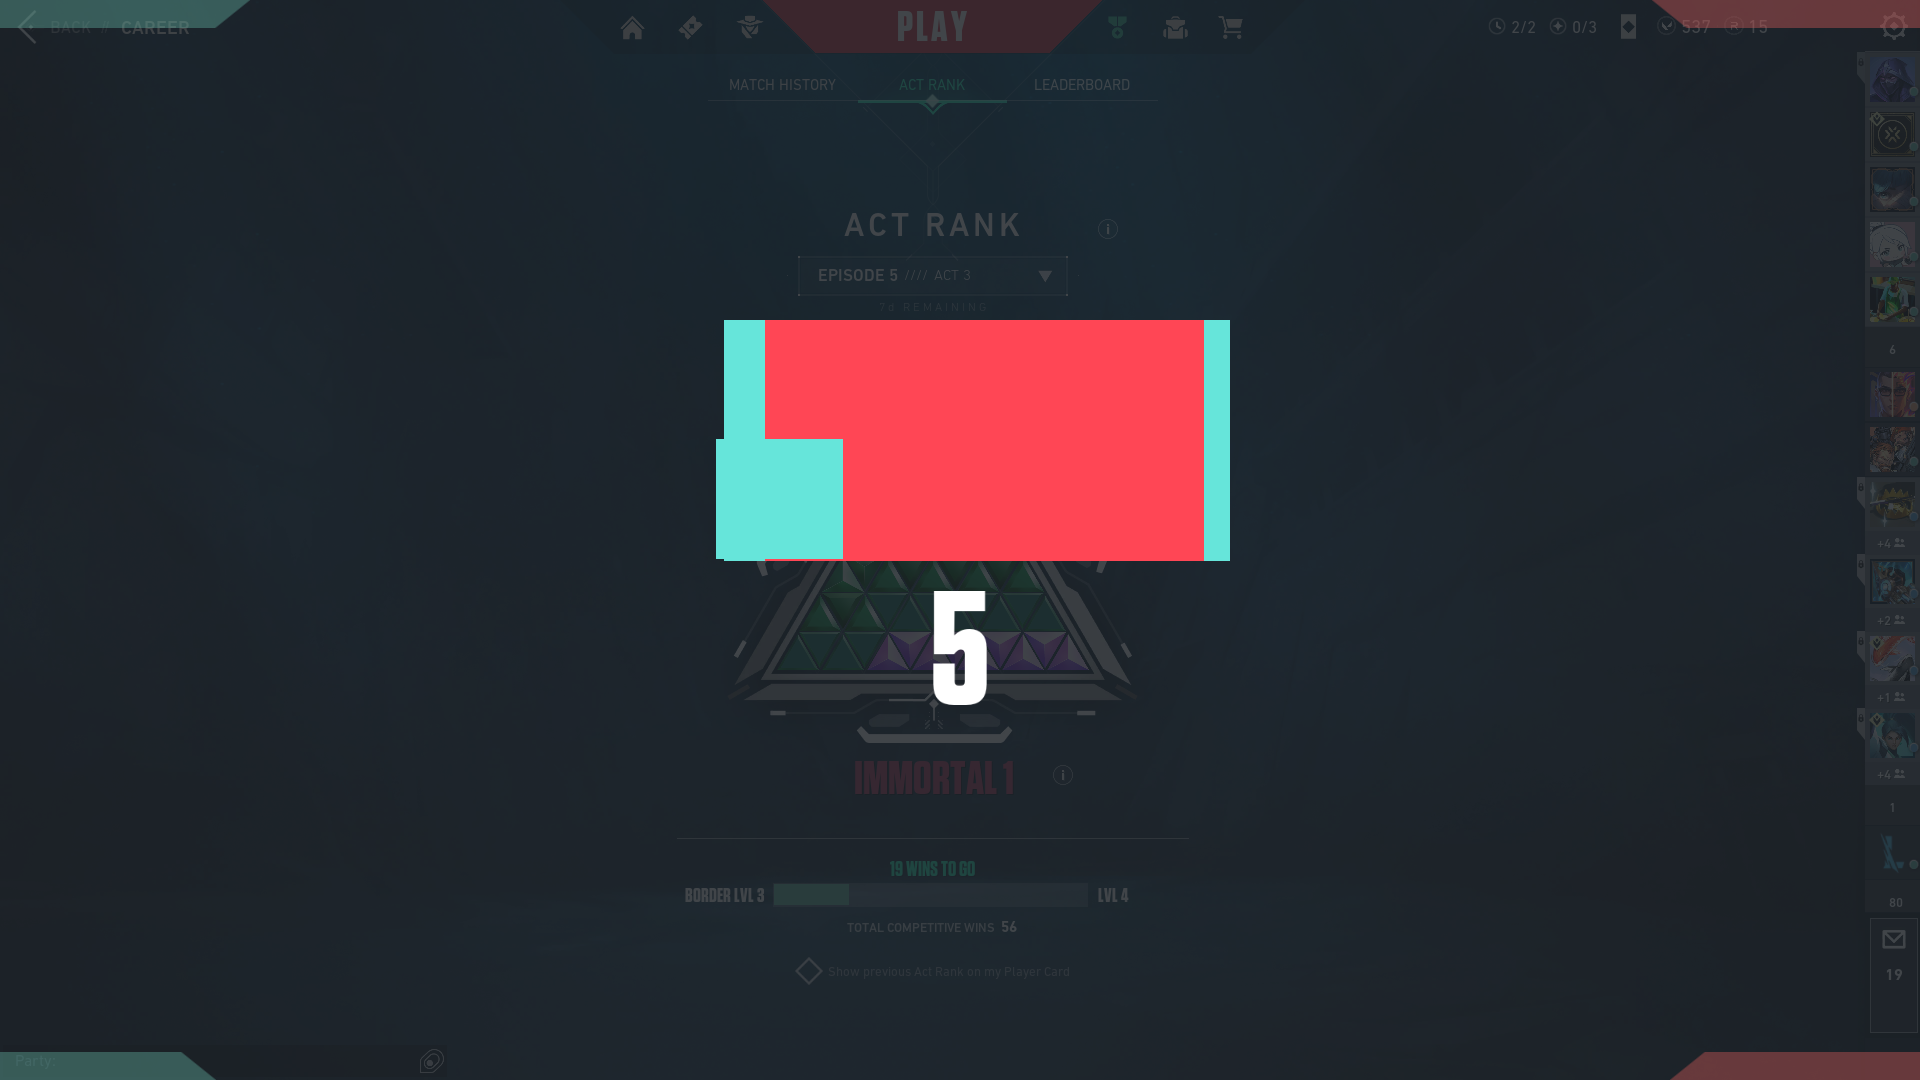 BACK // CAREER
PLAY
2/2
0/3
537
15
MATCH HISTORY
ACT RANK
LEADERBOARD
ACT RANK
EPISODE 5 //// ACT 3
7d REMAINING
6
+4
+2
+1
+4
1
80
19
5
IMMORTAL 1
19 WINS TO GO
BORDER LVL 3
LVL 4
TOTAL COMPETITIVE WINS 56
Show previous Act Rank on my Player Card
Party: